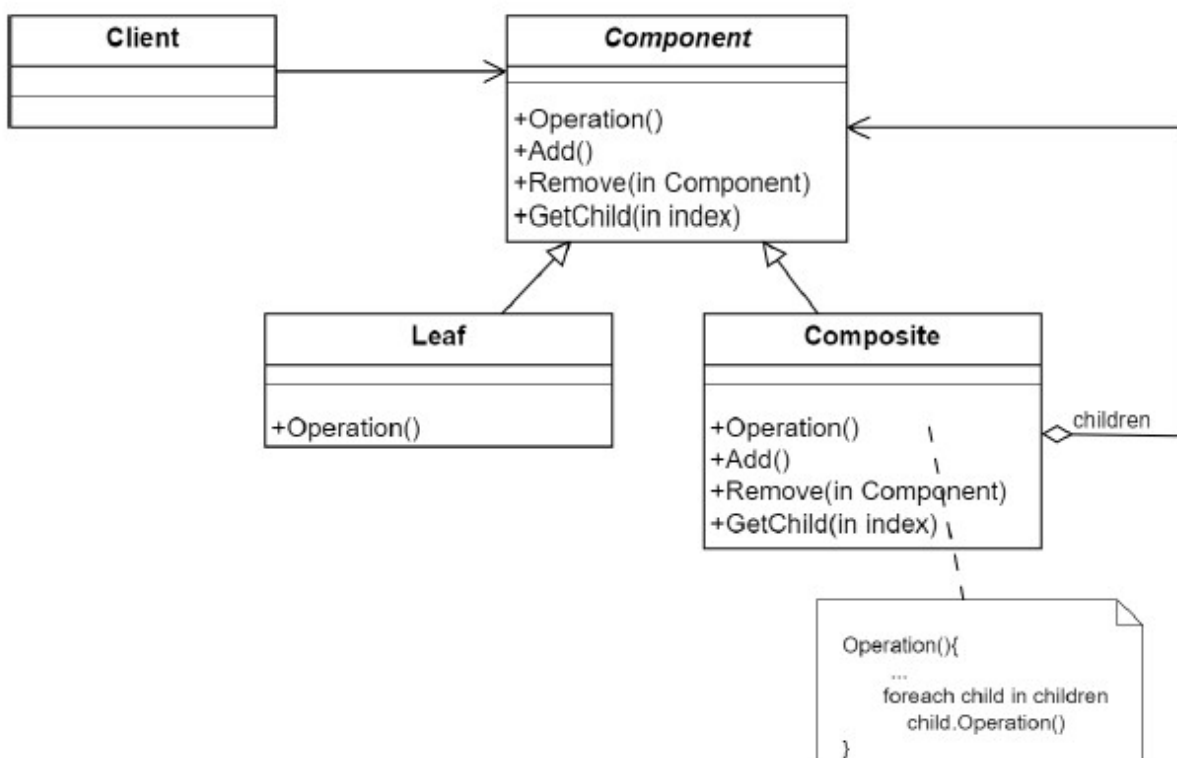 Client
Component
+Operation()
+Add()
+Remove(in Component)
+GetChild(in index)
Leaf
+Operation()
Composite
+Operation()
+Add()
+Remove(in Component)
+GetChild(in index)
children
Operation(){
...
foreach child in children
child.Operation()
}